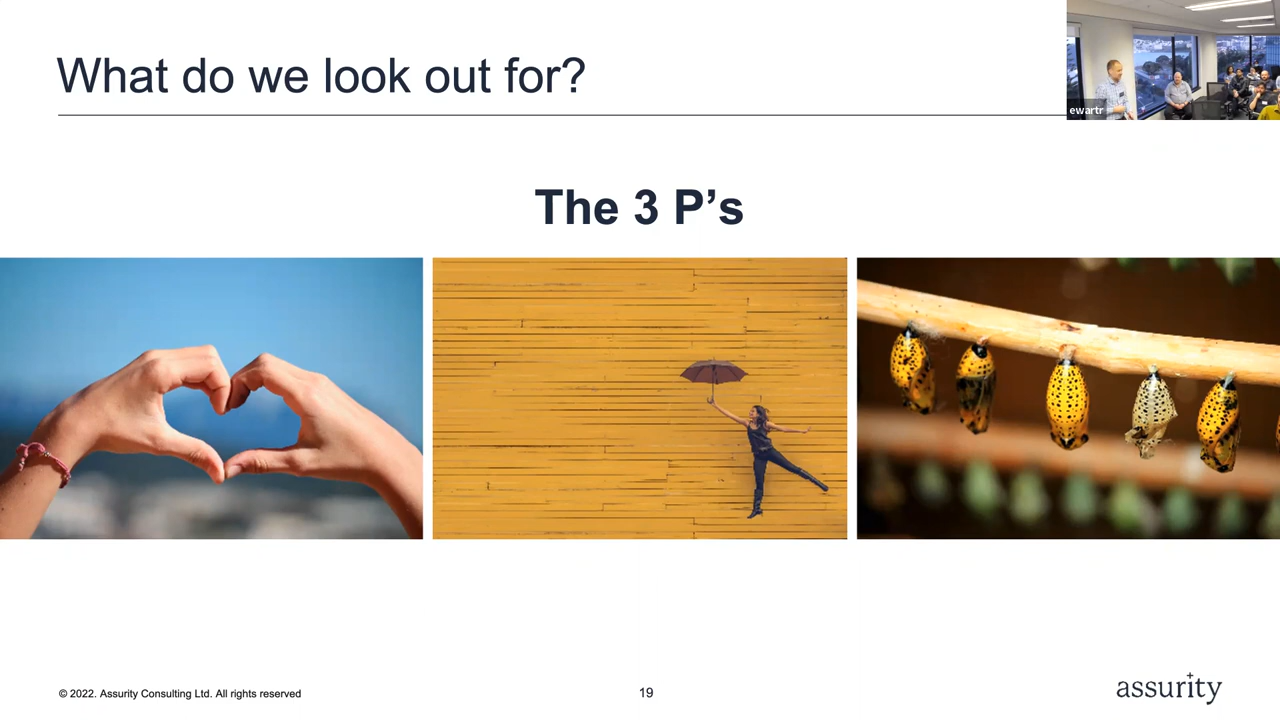 What do we look out for?
ewartr
The 3 P’s
© 2022. Assurity Consulting Ltd. All rights reserved
19
assurity